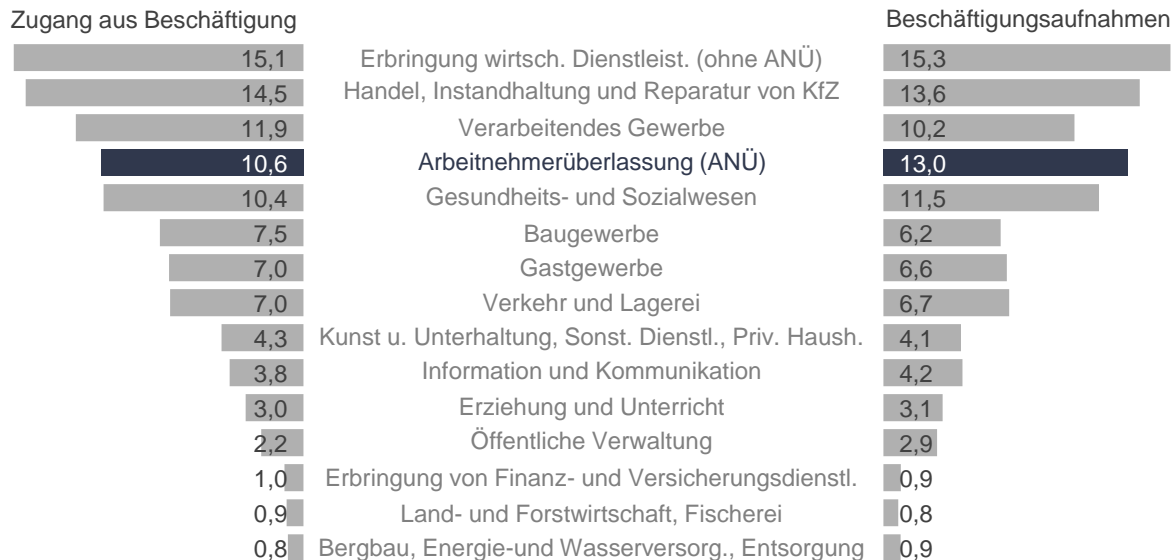 Zugang aus Beschäftigung Beschäftigungsaufnahmen
15,1 Erbringung wirtsch. Dienstleist. (ohne ANÜ) 15,3
14,5 Handel, Instandhaltung und Reparatur von KfZ 13,6
11,9 Verarbeitendes Gewerbe 10,2
10,6 Arbeitnehmerüberlassung (ANÜ) 13,0
10,4 Gesundheits- und Sozialwesen 11,5
7,5 Baugewerbe 6,2
7,0 Gastgewerbe 6,6
7,0 Verkehr und Lagerei 6,7
4,3 Kunst u. Unterhaltung, Sonst. Dienstl., Priv. Haush. 4,1
3,8 Information und Kommunikation 4,2
3,0 Erziehung und Unterricht 3,1
2,2 Öffentliche Verwaltung 2,9
1,0 Erbringung von Finanz- und Versicherungsdienstl. 0,9
0,9 Land- und Forstwirtschaft, Fischerei 0,8
0,8 Bergbau, Energie-und Wasserversorg., Entsorgung 0,9